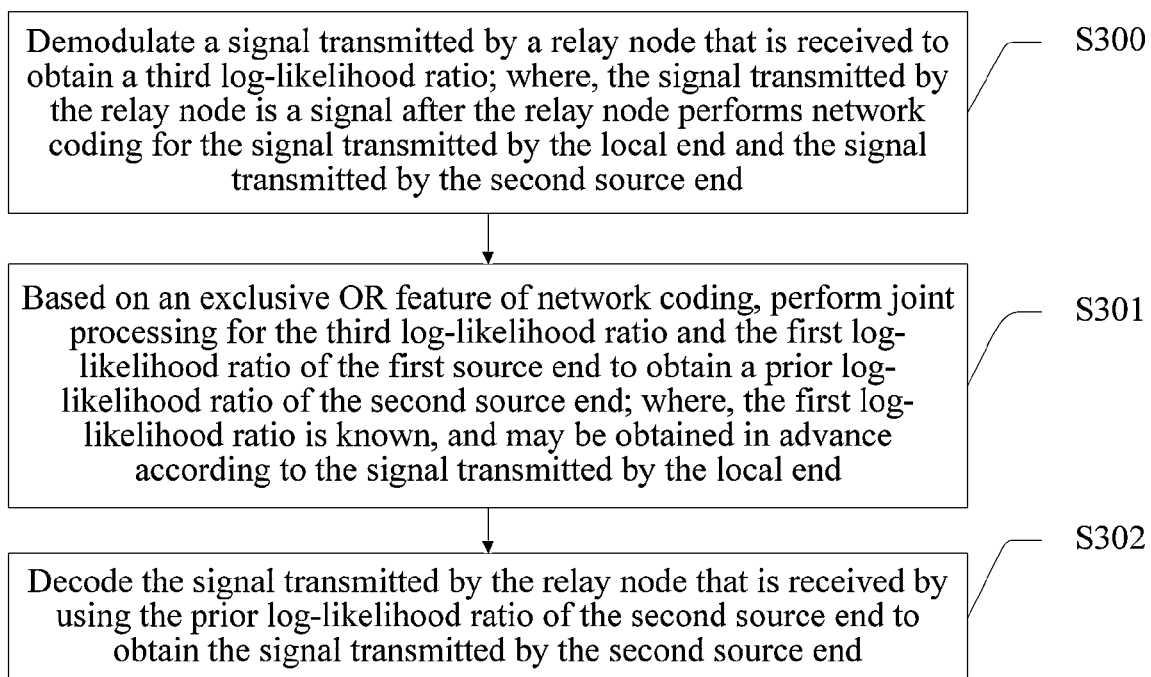 Demodulate a signal transmitted by a relay node that is received to
obtain a third log-likelihood ratio; where, the signal transmitted by
the relay node is a signal after the relay node performs network
coding for the signal transmitted by the local end and the signal
transmitted by the second source end
S300
Based on an exclusive OR feature of network coding, perform joint
processing for the third log-likelihood ratio and the first log-
likelihood ratio of the first source end to obtain a prior log-
likelihood ratio of the second source end; where, the first log-
likelihood ratio is known, and may be obtained in advance
according to the signal transmitted by the local end
S301
Decode the signal transmitted by the relay node that is received by
using the prior log-likelihood ratio of the second source end to
obtain the signal transmitted by the second source end
S302